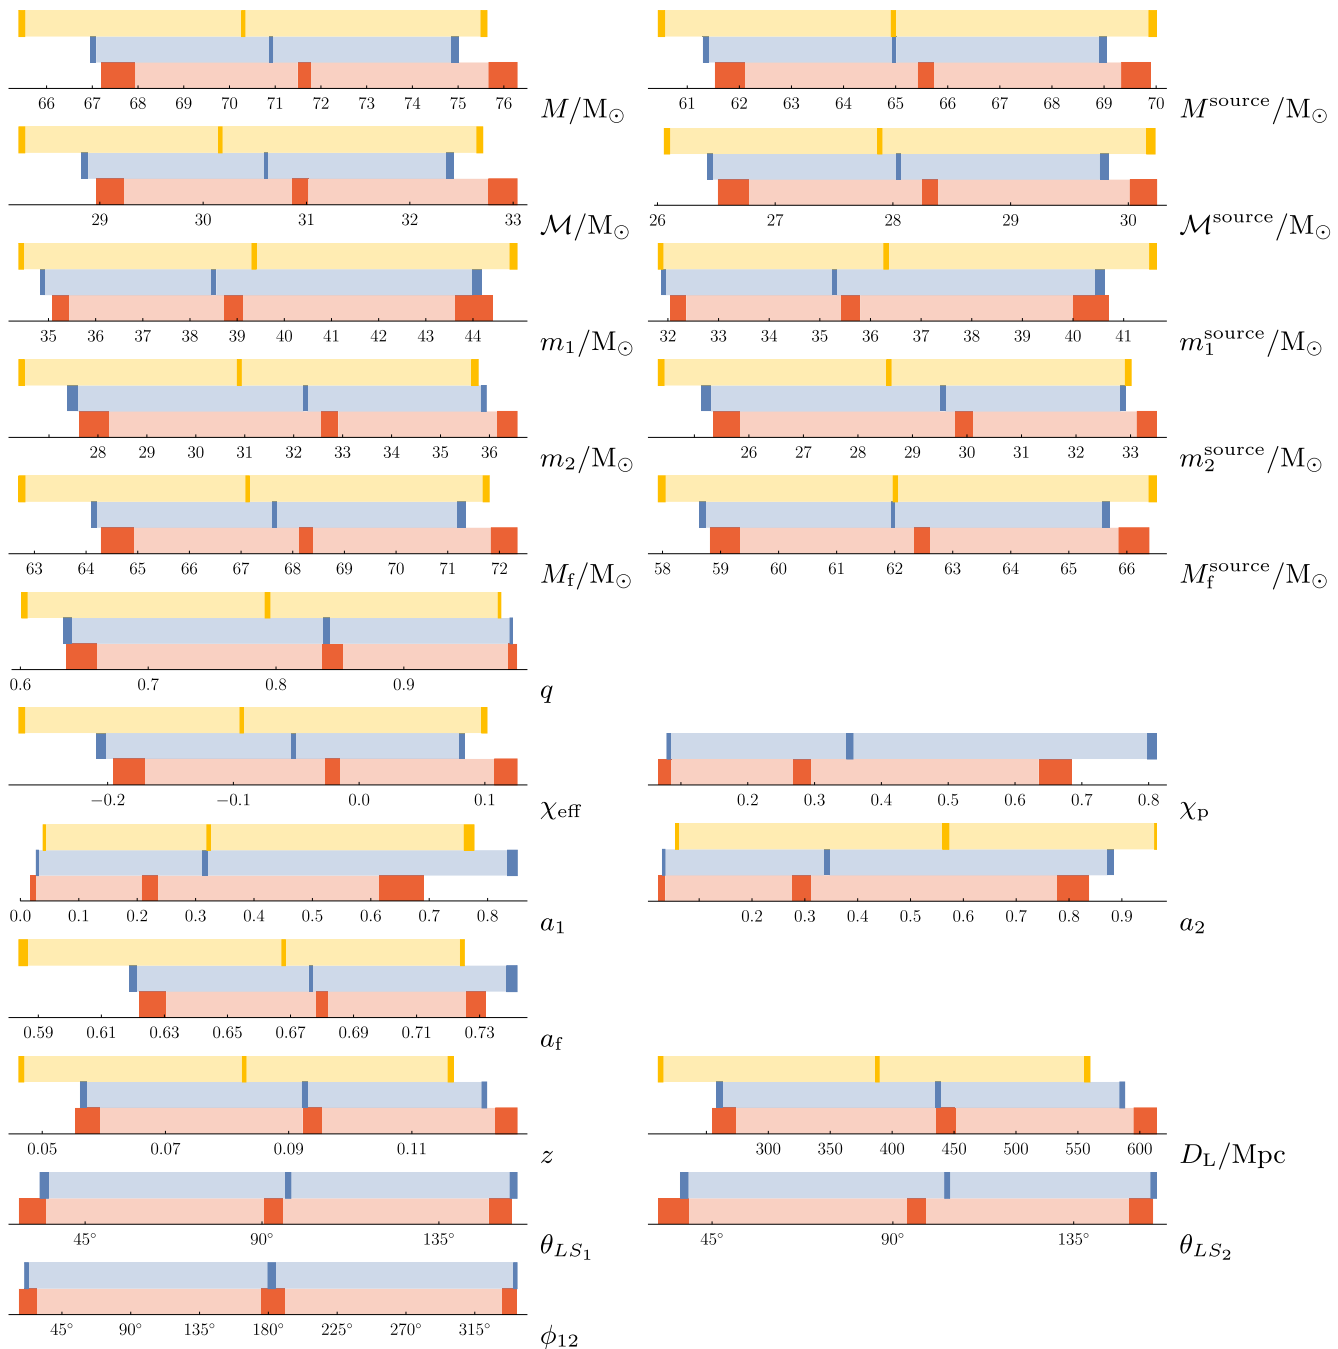 66 67 68 69 70 71 72 73 74 75 76
M/M☉
61 62 63 64 65 66 67 68 69 70
M^source/M☉
29 30 31 32 33
ℳ/M☉
26 27 28 29 30
ℳ^source/M☉
35 36 37 38 39 40 41 42 43 44
m₁/M☉
32 33 34 35 36 37 38 39 40 41
m₁^source/M☉
28 29 30 31 32 33 34 35 36
m₂/M☉
26 27 28 29 30 31 32 33
m₂^source/M☉
63 64 65 66 67 68 69 70 71 72
M_f/M☉
58 59 60 61 62 63 64 65 66
M_f^source/M☉
0.6 0.7 0.8 0.9
q
−0.2 −0.1 0.0 0.1
χ_eff
0.2 0.3 0.4 0.5 0.6 0.7 0.8
χ_p
0.0 0.1 0.2 0.3 0.4 0.5 0.6 0.7 0.8
a₁
0.2 0.3 0.4 0.5 0.6 0.7 0.8 0.9
a₂
0.59 0.61 0.63 0.65 0.67 0.69 0.71 0.73
a_f
0.05 0.07 0.09 0.11
z
300 350 400 450 500 550 600
D_L/Mpc
45° 90° 135°
θ_LS₁
45° 90° 135°
θ_LS₂
45° 90° 135° 180° 225° 270° 315°
ϕ₁₂